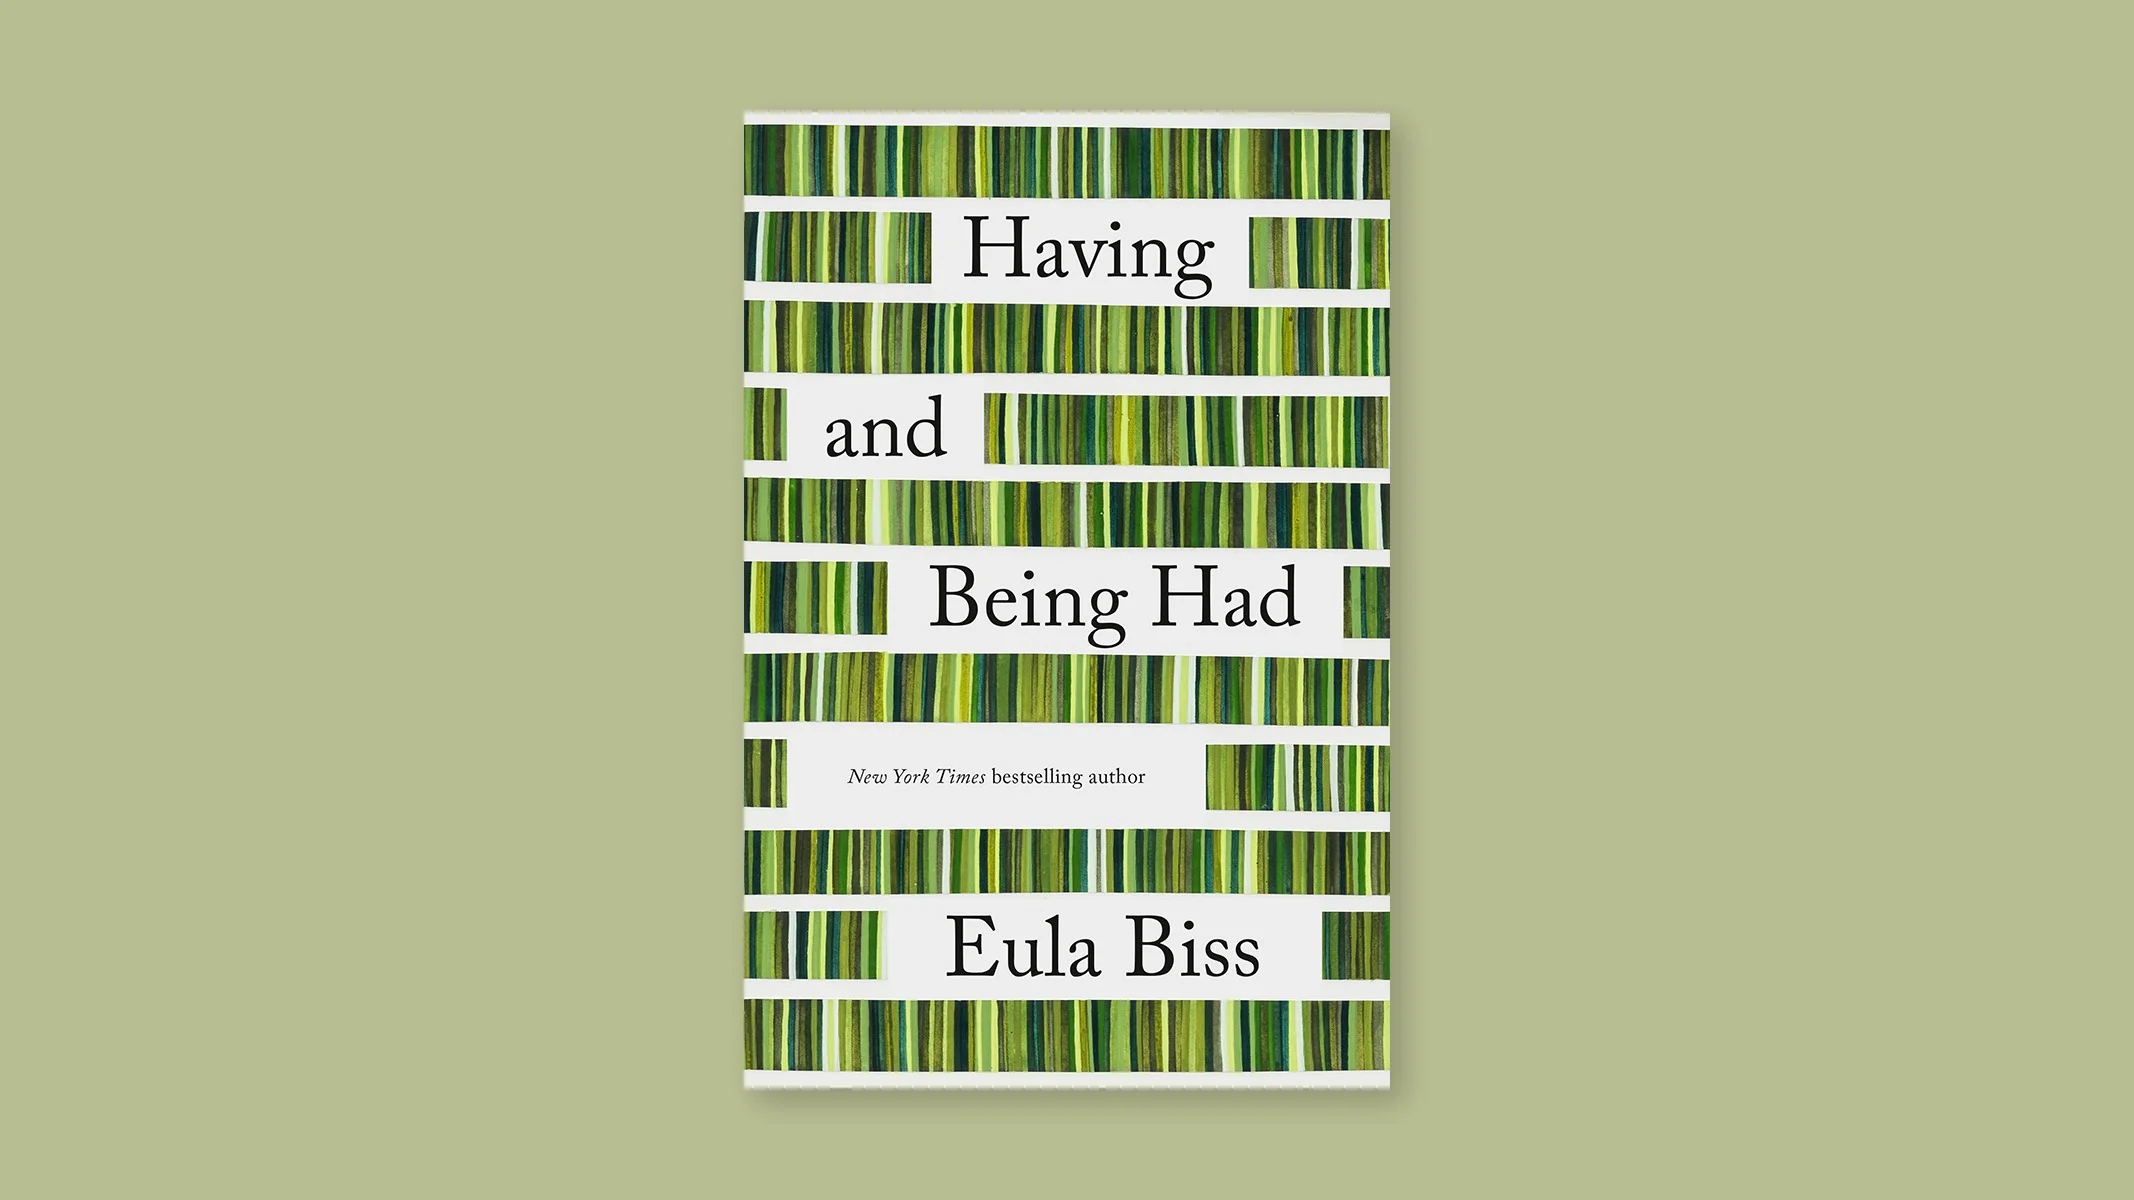 Having
and
Being Had
New York Times bestselling author
Eula Biss